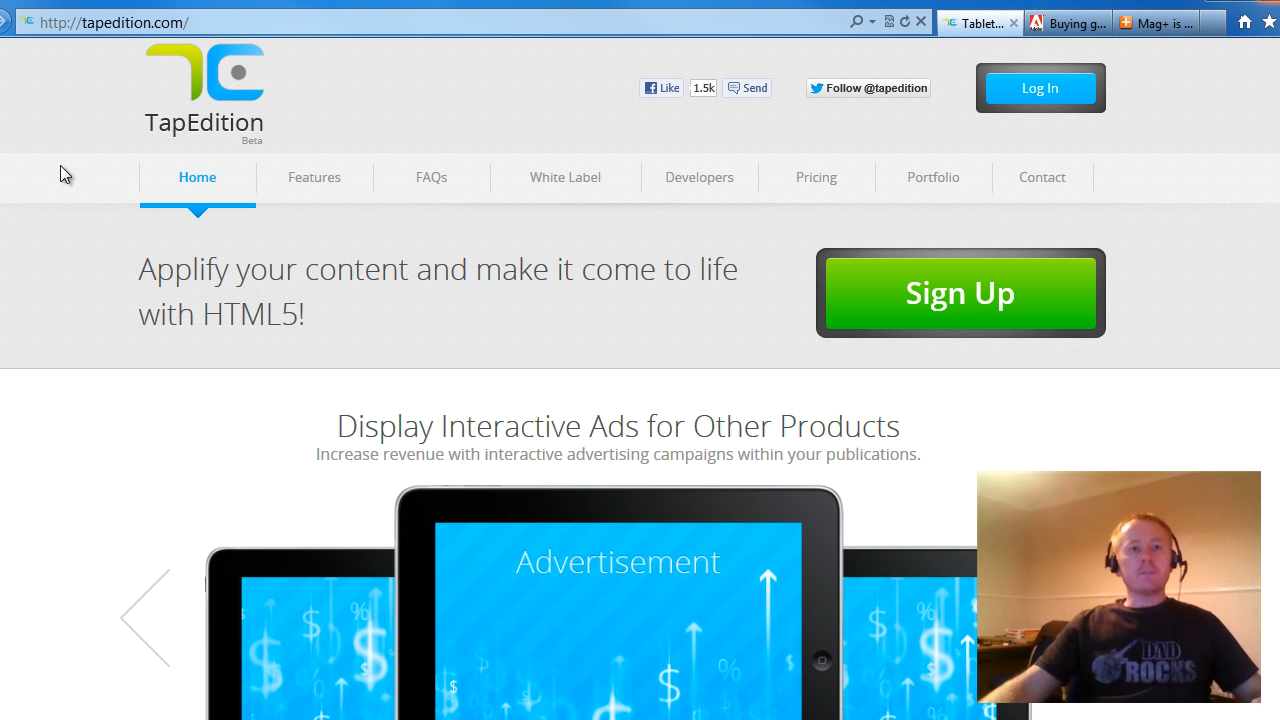 http://tapedition.com/
Tablet...
Buying g...
Mag+ is ...
TapEdition
Beta
Like
1.5k
Send
Follow @tapedition
Log In
Home
Features
FAQs
White Label
Developers
Pricing
Portfolio
Contact
Applify your content and make it come to life
with HTML5!
Sign Up
Display Interactive Ads for Other Products
Increase revenue with interactive advertising campaigns within your publications.
Advertisement
DAD
ROCKS